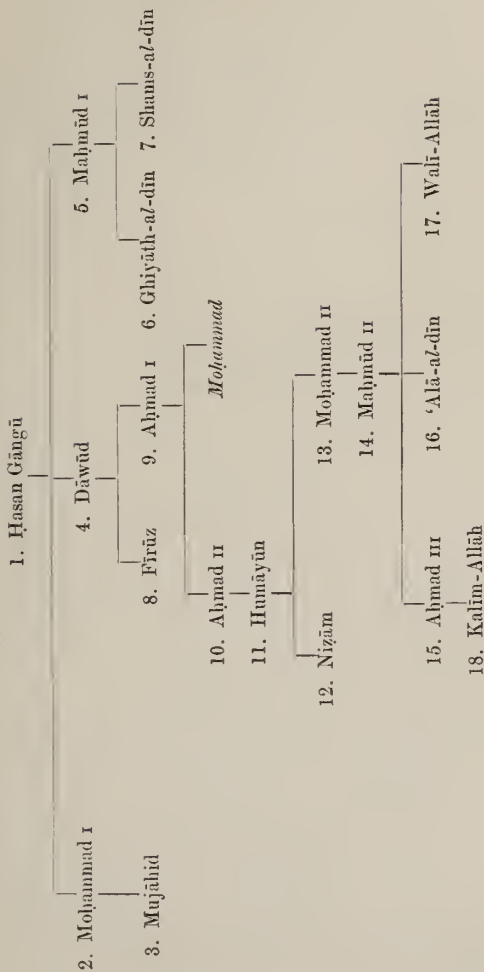 1. Ḥasan Gāngū
2. Moḥammad I
4. Dāwūd
5. Maḥmūd I
3. Mujāhid
8. Fīrūz
9. Aḥmad I
6. Ghiyāth-al-dīn
7. Shams-al-dīn
10. Aḥmad II
Moḥammad
11. Humāyūn
12. Niẓām
13. Moḥammad II
14. Maḥmūd II
15. Aḥmad III
16. ʻAlā-al-dīn
17. Walī-Allāh
18. Kalīm-Allāh